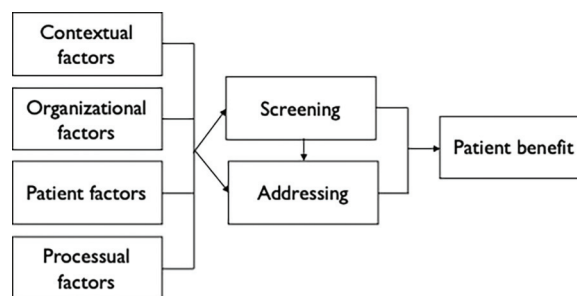 Contextual
factors
Organizational
factors
Patient factors
Processual
factors
Screening
Addressing
Patient benefit